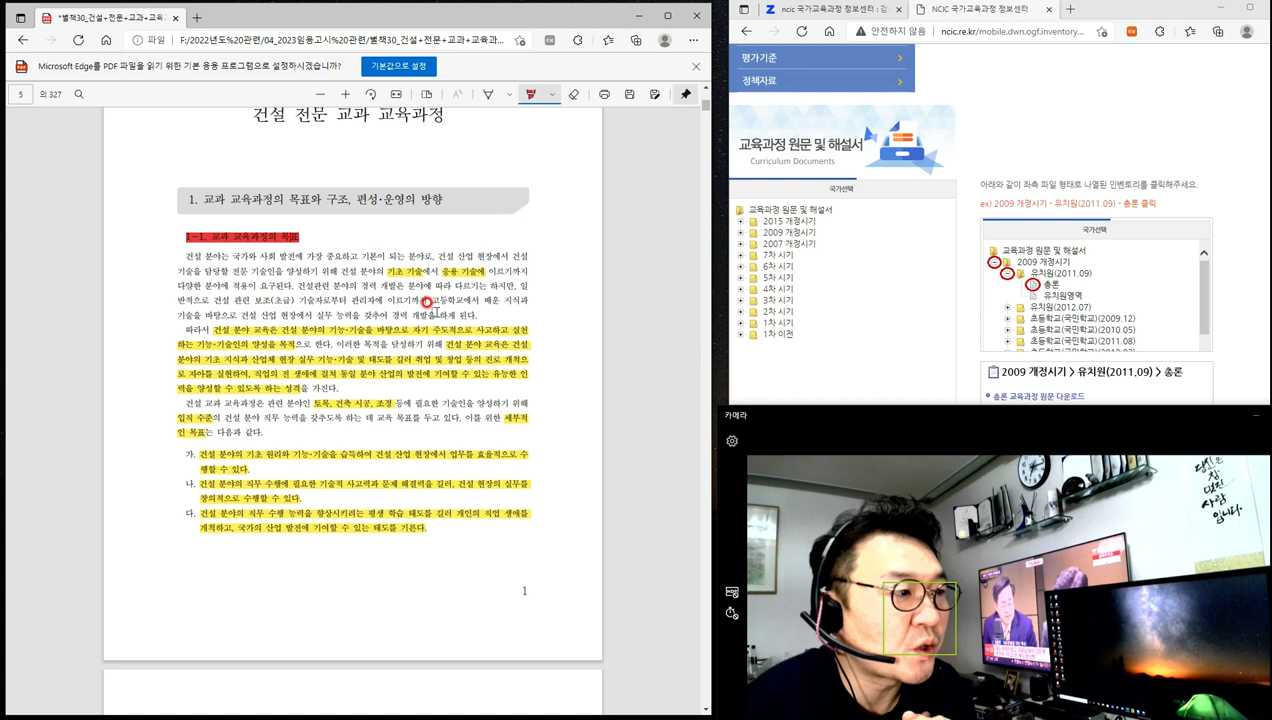 *별책30_건설+전문+교과+교육
파일
F:/2022년도%20관련/04_2023임용고시%20관련/별책30_건설+전문+교과+교육과...
Microsoft Edge를 PDF 파일을 읽기 위한 기본 응용 프로그램으로 설정하시겠습니까?
기본값으로 설정
5 의 327
건설 전문 교과 교육과정
1. 교과 교육과정의 목표와 구조, 편성·운영의 방향
1-1. 교과 교육과정의 목표
건설 분야는 국가와 사회 발전에 가장 중요하고 기본이 되는 분야로, 건설 산업 현장에서 건설
기술을 담당할 전문 기술인을 양성하기 위해 건설 분야의 기초 기술에서 응용 기술에 이르기까지
다양한 분야에 적용이 요구된다. 건설관련 분야의 경력 개발은 분야에 따라 다르기는 하지만, 일
반적으로 건설 관련 보조(초급) 기술자로부터 관리자에 이르기까지 고등학교에서 배운 지식과
기술을 바탕으로 건설 산업 현장에서 실무 능력을 갖추어 경력 개발을하게 된다.
따라서 건설 분야 교육은 건설 분야의 기능·기술을 바탕으로 자기 주도적으로 사고하고 실천
하는 기능·기술인의 양성을 목적으로 한다. 이러한 목적을 달성하기 위해 건설 분야 교육은 건설
분야의 기초 지식과 산업체 현장 실무 기능·기술 및 태도를 길러 취업 및 창업 등의 진로 개척으
로 자아를 실현하여, 직업의 전 생애에 걸쳐 동일 분야 산업의 발전에 기여할 수 있는 유능한 인
력을 양성할 수 있도록 하는 성격을 가진다.
건설 교과 교육과정은 관련 분야인 토목, 건축 시공, 조경 등에 필요한 기술인을 양성하기 위해
입직 수준의 건설 분야 직무 능력을 갖추도록 하는 데 교육 목표를 두고 있다. 이를 위한 세부적
인 목표는 다음과 같다.
가. 건설 분야의 기초 원리와 기능·기술을 습득하여 건설 산업 현장에서 업무를 효율적으로 수
행할 수 있다.
나. 건설 분야의 직무 수행에 필요한 기술적 사고력과 문제 해결력을 길러, 건설 현장의 실무를
창의적으로 수행할 수 있다.
다. 건설 분야의 직무 수행 능력을 향상시키려는 평생 학습 태도를 길러 개인의 직업 생애를
개척하고, 국가의 산업 발전에 기여할 수 있는 태도를 기른다.
1
ncic 국가교육과정 정보센터 : 김
NCIC 국가교육과정 정보센터
안전하지 않음
ncic.re.kr/mobile.dwn.ogf.inventory...
평가기준
정책자료
교육과정 원문 및 해설서
Curriculum Documents
국가선택
교육과정 원문 및 해설서
2015 개정시기
2009 개정시기
2007 개정시기
7차 시기
6차 시기
5차 시기
4차 시기
3차 시기
2차 시기
1차 시기
1차 이전
아래와 같이 좌측 파일 형태로 나열된 인벤토리를 클릭해주세요.
ex) 2009 개정시기 - 유치원(2011.09) - 총론 클릭
국가선택
교육과정 원문 및 해설서
2009 개정시기
유치원(2011.09)
총론
유치원영역
유치원(2012.07)
초등학교(국민학교)(2009.12)
초등학교(국민학교)(2010.05)
초등학교(국민학교)(2011.08)
2009 개정시기 > 유치원(2011.09) > 총론
총론 교육과정 원문 다운로드
카메라
당신은
참
멋진
사람
입니다.